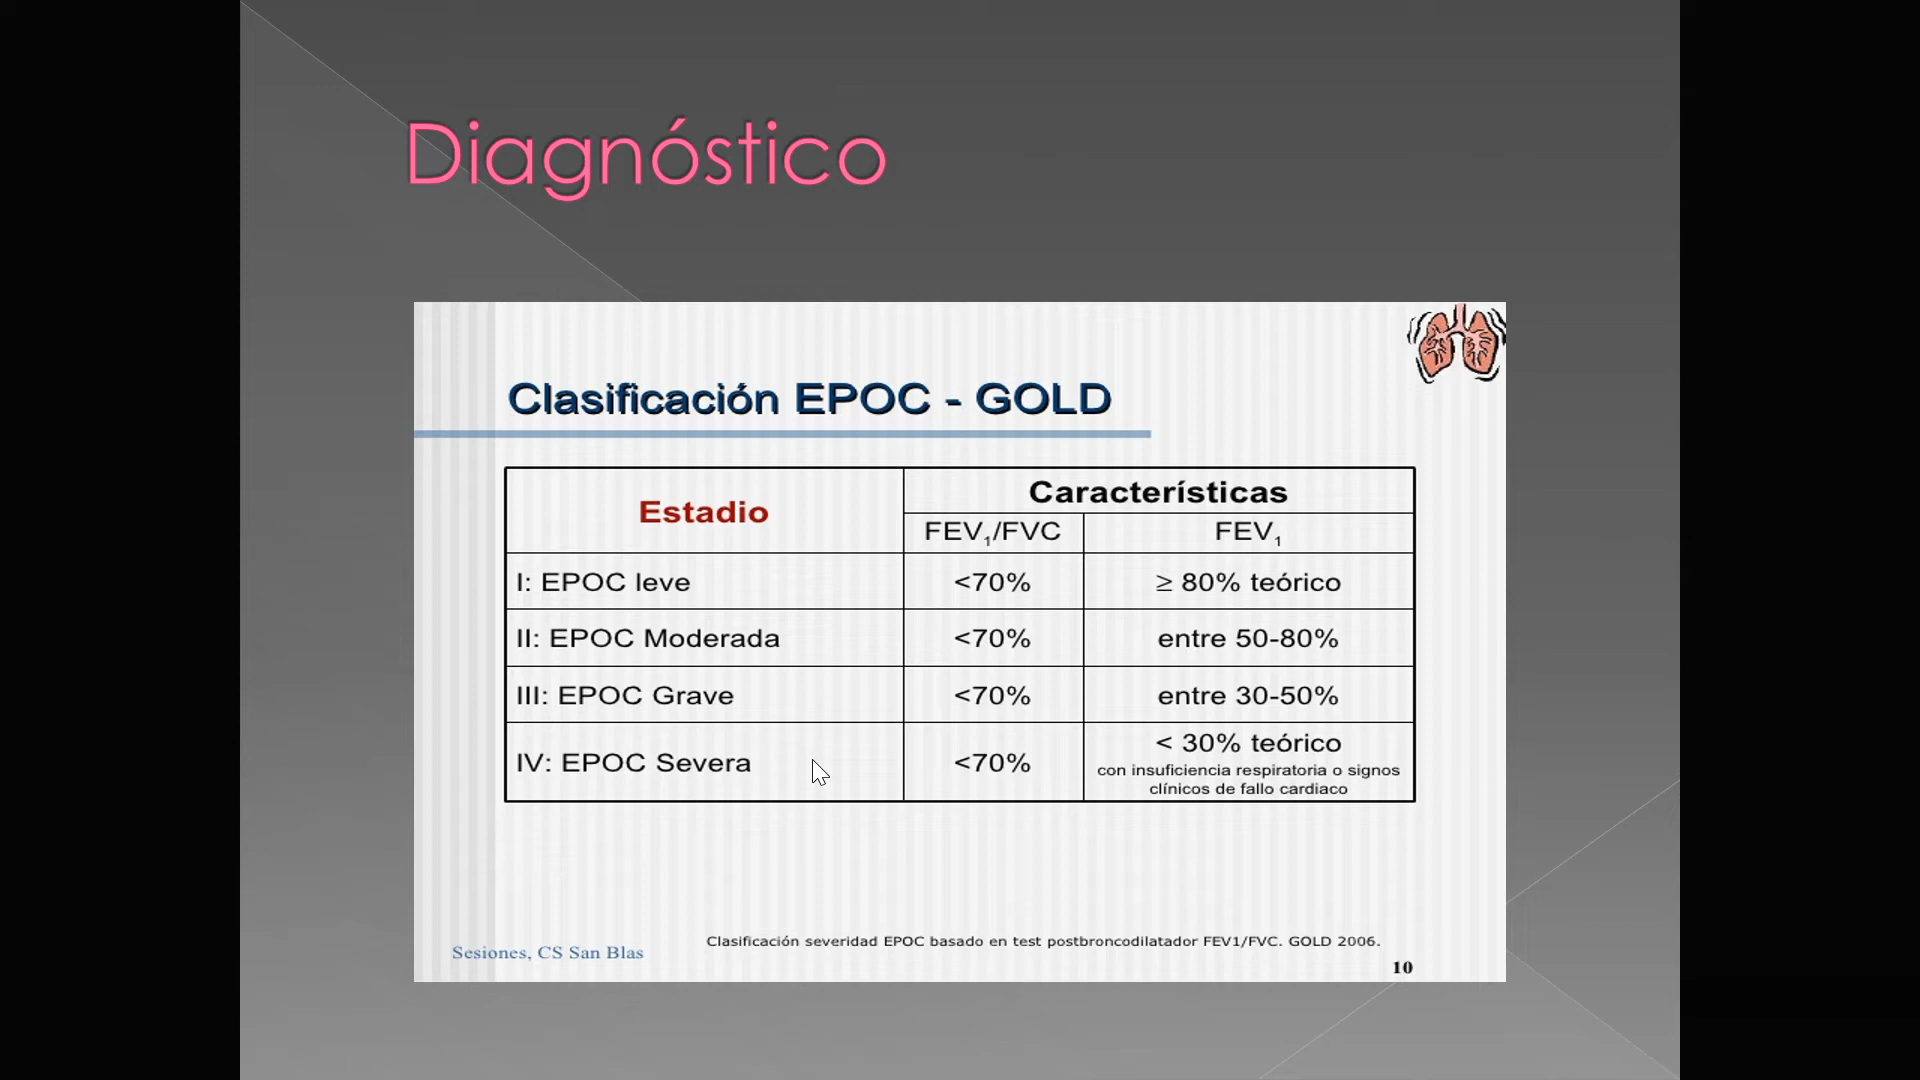 Diagnóstico
Clasificación EPOC - GOLD
Estadio
Características
FEV1/FVC
FEV1
I: EPOC leve
<70%
≥ 80% teórico
II: EPOC Moderada
<70%
entre 50-80%
III: EPOC Grave
<70%
entre 30-50%
IV: EPOC Severa
<70%
< 30% teórico
con insuficiencia respiratoria o signos
clínicos de fallo cardiaco
Clasificación severidad EPOC basado en test postbroncodilatador FEV1/FVC. GOLD 2006.
Sesiones, CS San Blas
10